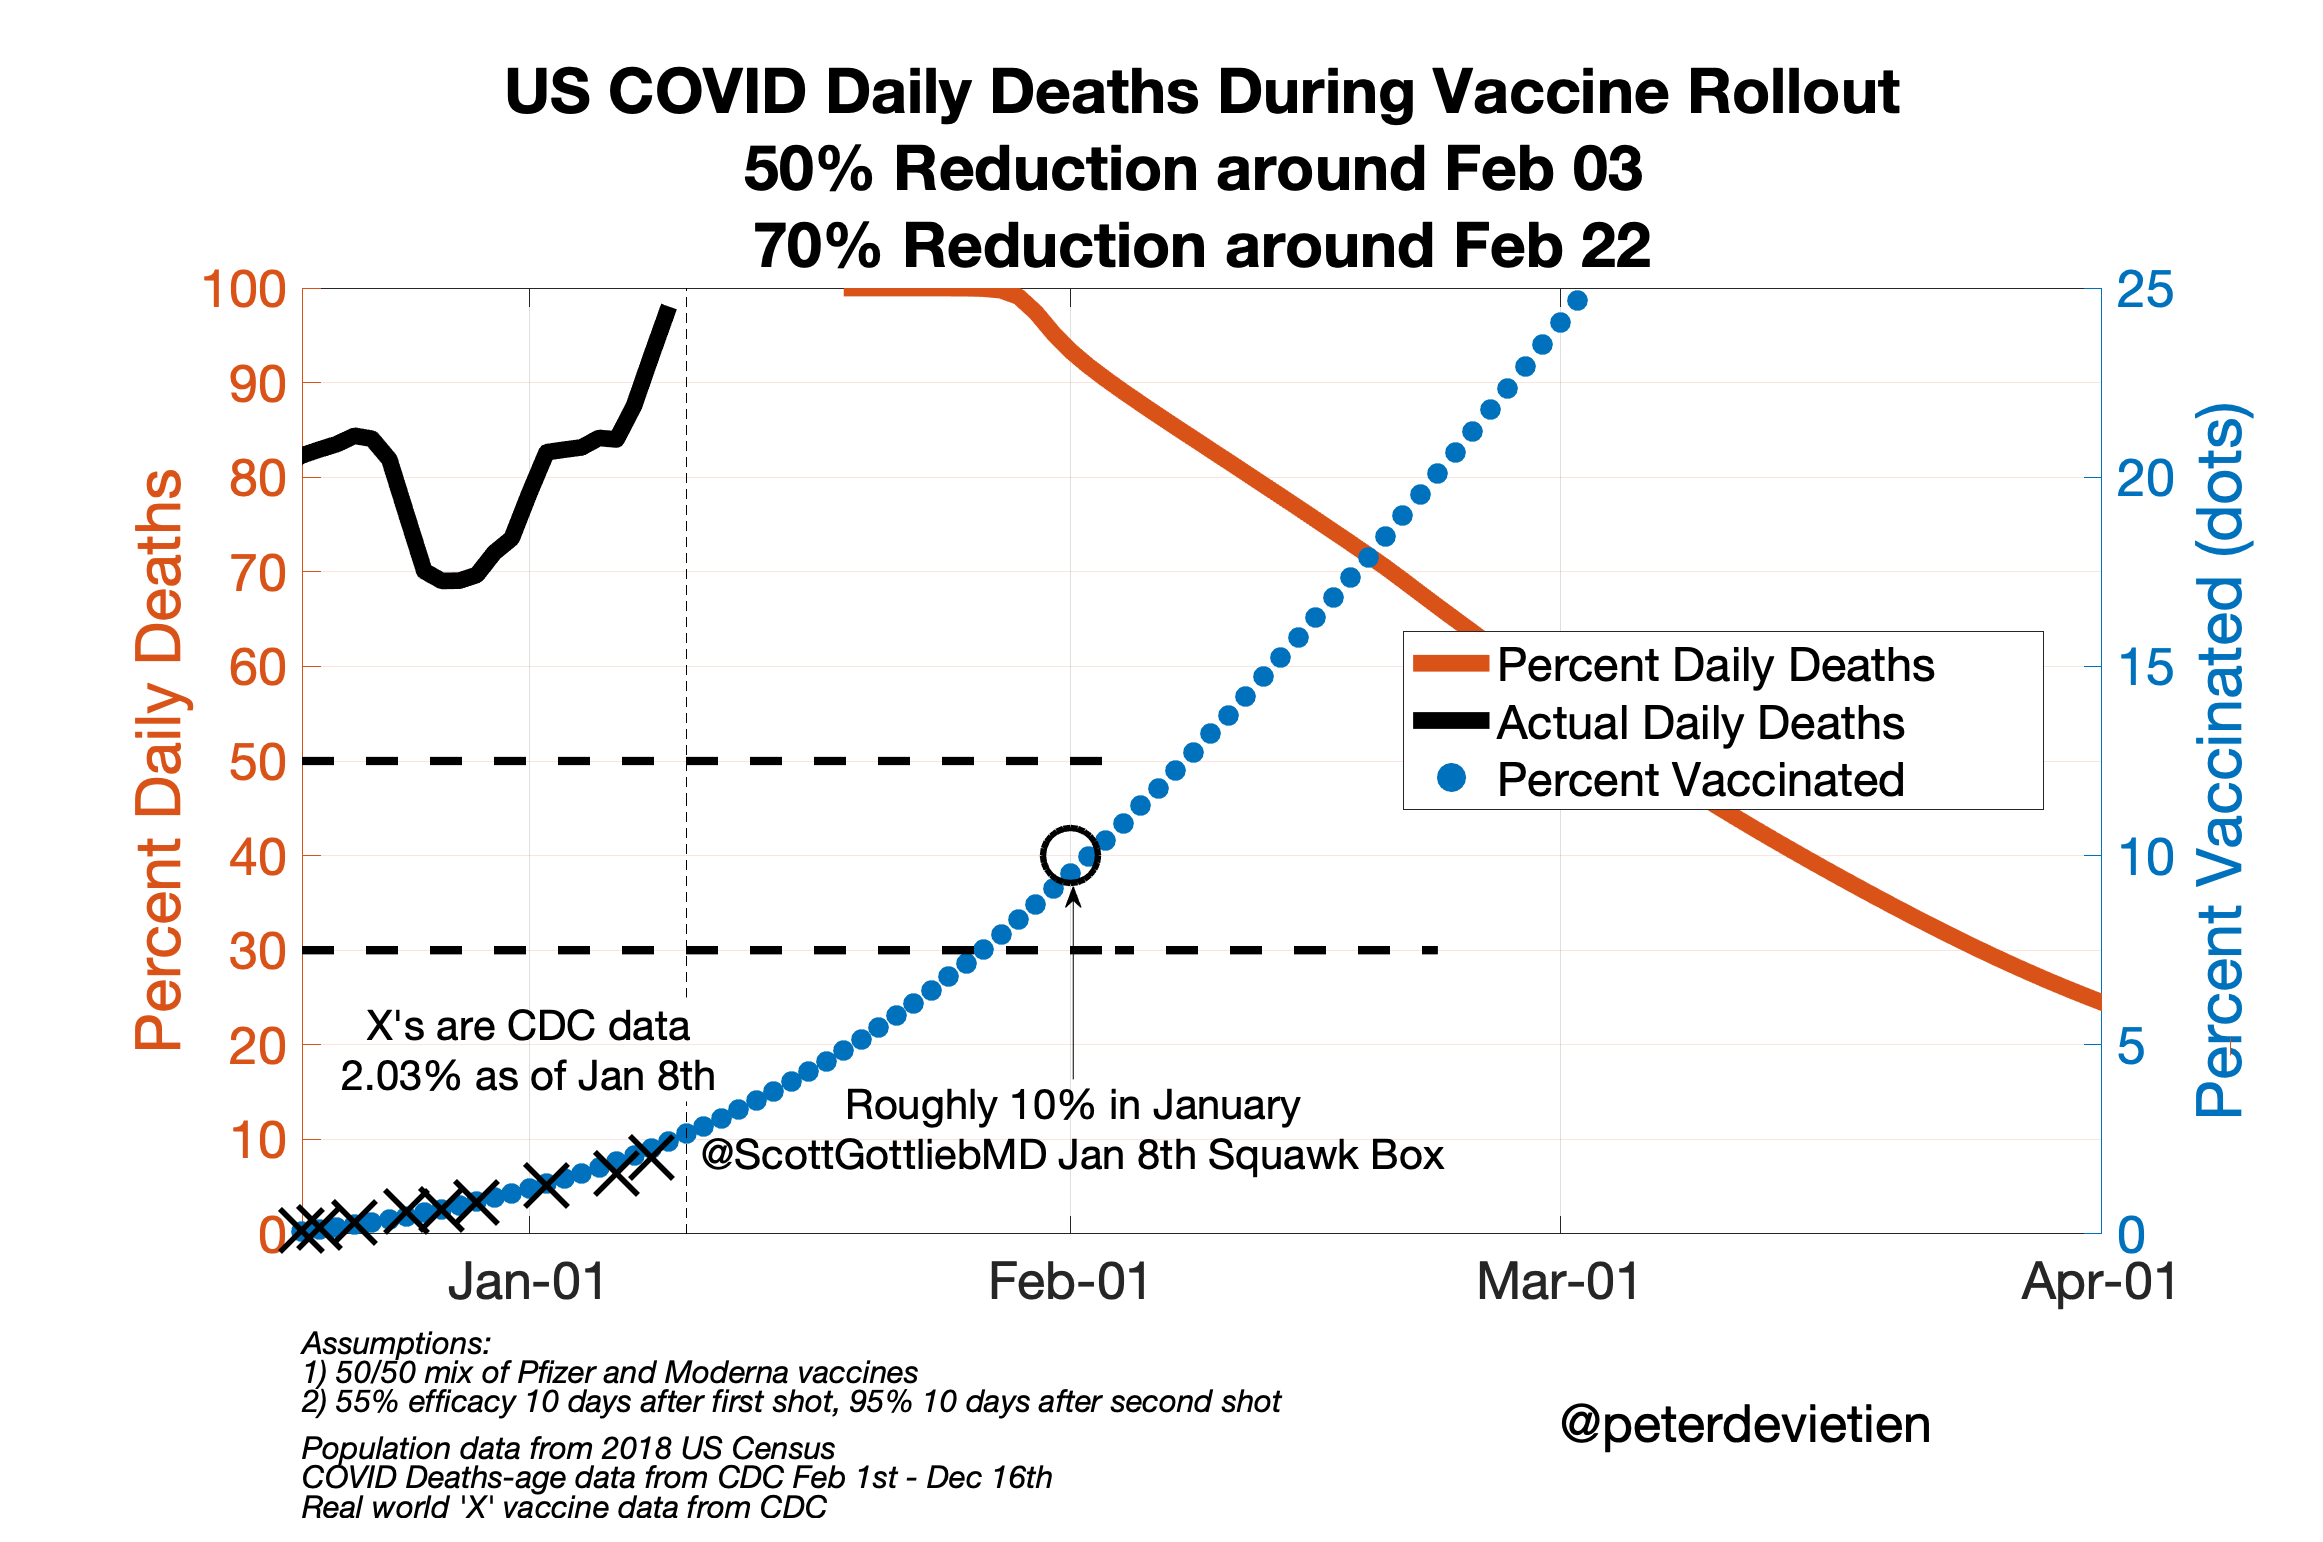 US COVID Daily Deaths During Vaccine Rollout
50% Reduction around Feb 03
70% Reduction around Feb 22
Percent Daily Deaths
100
90
80
70
60
50
40
30
20
10
0
25
20
15
10
5
0
Percent Vaccinated (dots)
Percent Daily Deaths
Actual Daily Deaths
Percent Vaccinated
X's are CDC data
2.03% as of Jan 8th
Roughly 10% in January
@ScottGottliebMD Jan 8th Squawk Box
Jan-01
Feb-01
Mar-01
Apr-01
Assumptions:
1) 50/50 mix of Pfizer and Moderna vaccines
2) 55% efficacy 10 days after first shot, 95% 10 days after second shot
Population data from 2018 US Census
COVID Deaths-age data from CDC Feb 1st - Dec 16th
Real world 'X' vaccine data from CDC
@peterdevietien